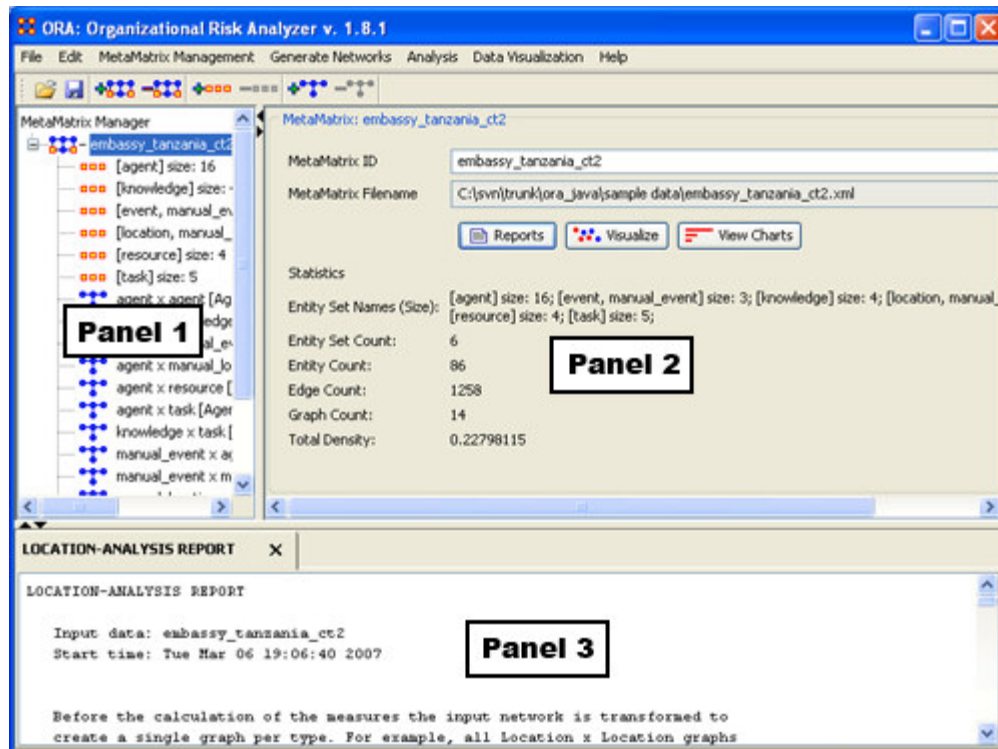 ORA: Organizational Risk Analyzer v. 1.8.1
File Edit MetaMatrix Management Generate Networks Analysis Data Visualization Help
MetaMatrix Manager
embassy_tanzania_ct2
[agent] size: 16
[knowledge] size:
[event, manual_ev
[location, manual_
[resource] size: 4
[task] size: 5
agent x agent [Ag
Panel 1
agent x manual_lo
agent x resource [
agent x task [Agen
knowledge x task [
manual_event x ag
manual_event x m
MetaMatrix: embassy_tanzania_ct2
MetaMatrix ID embassy_tanzania_ct2
MetaMatrix Filename C:\svn\trunk\ora_java\sample data\embassy_tanzania_ct2.xml
Reports Visualize View Charts
Statistics
Entity Set Names (Size): [agent] size: 16; [event, manual_event] size: 3; [knowledge] size: 4; [location, manual_
[resource] size: 4; [task] size: 5;
Entity Set Count: 6
Entity Count: 86
Panel 2
Edge Count: 1258
Graph Count: 14
Total Density: 0.22798115
LOCATION-ANALYSIS REPORT X
LOCATION-ANALYSIS REPORT
Input data: embassy_tanzania_ct2
Start time: Tue Mar 06 19:06:40 2007
Panel 3
Before the calculation of the measures the input network is transformed to
create a single graph per type. For example, all Location x Location graphs